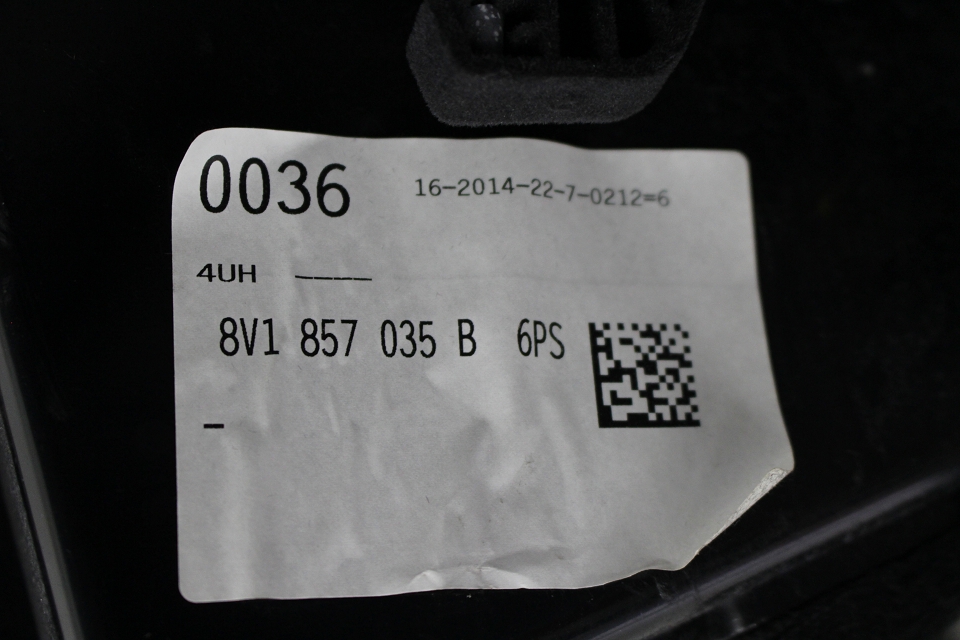 0036 16-2014-22-7-0212=6
4UH -----
8V1 857 035 B 6PS
-